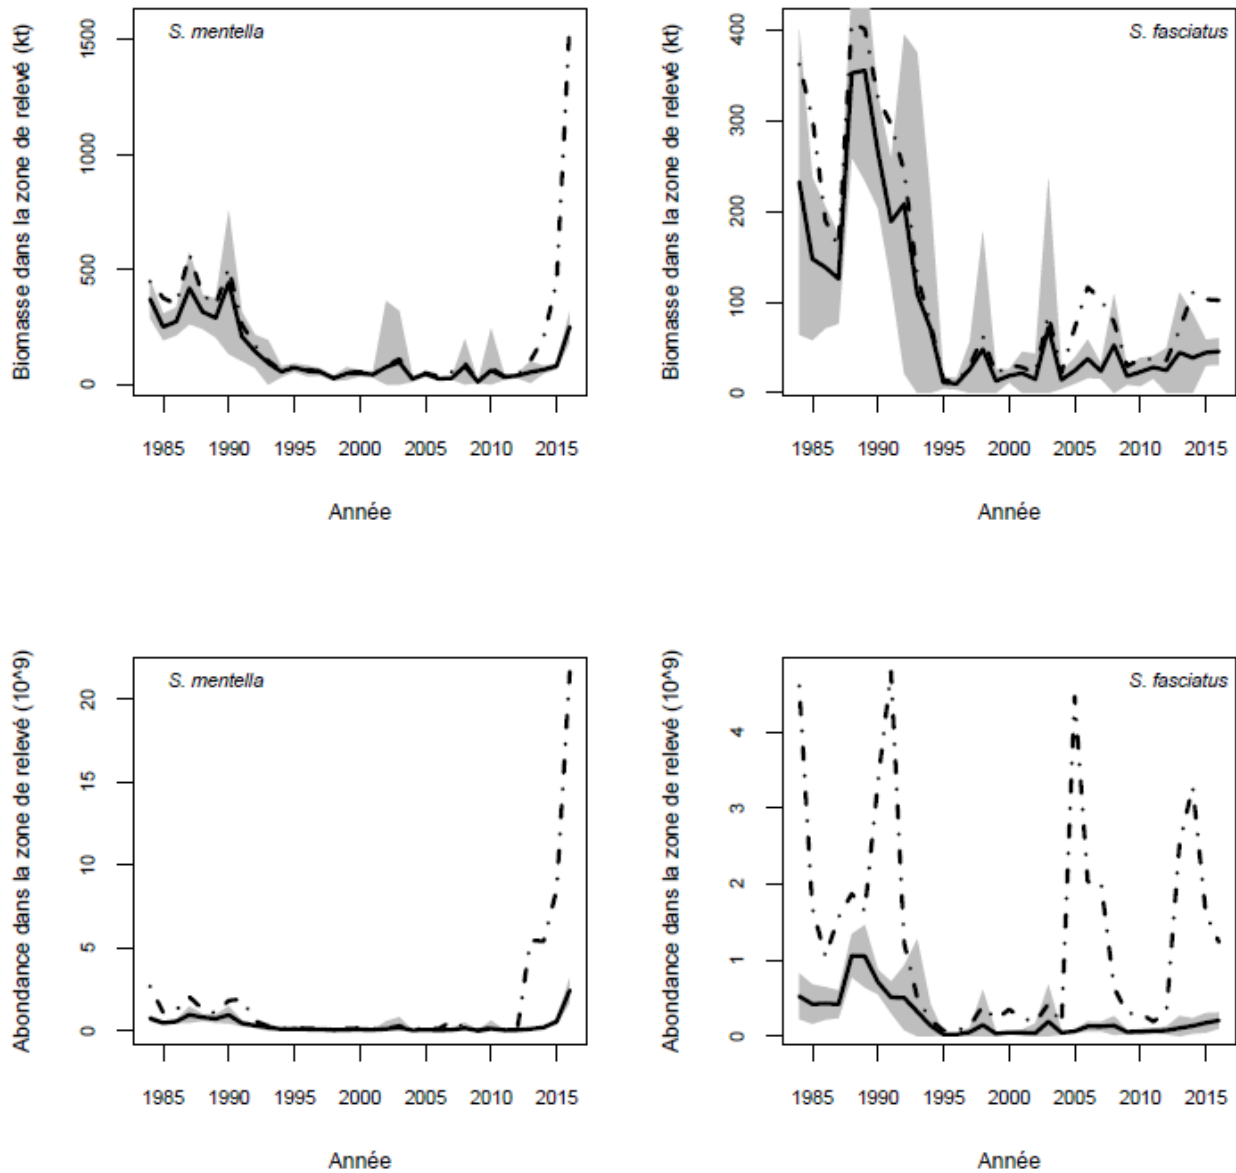 S. mentella
Biomasse dans la zone de relevé (kt)
1500
1000
500
0
1985 1990 1995 2000 2005 2010 2015
Année
S. fasciatus
Biomasse dans la zone de relevé (kt)
400
300
200
100
0
1985 1990 1995 2000 2005 2010 2015
Année
S. mentella
Abondance dans la zone de relevé (10^9)
20
15
10
5
0
1985 1990 1995 2000 2005 2010 2015
Année
S. fasciatus
Abondance dans la zone de relevé (10^9)
4
3
2
1
0
1985 1990 1995 2000 2005 2010 2015
Année